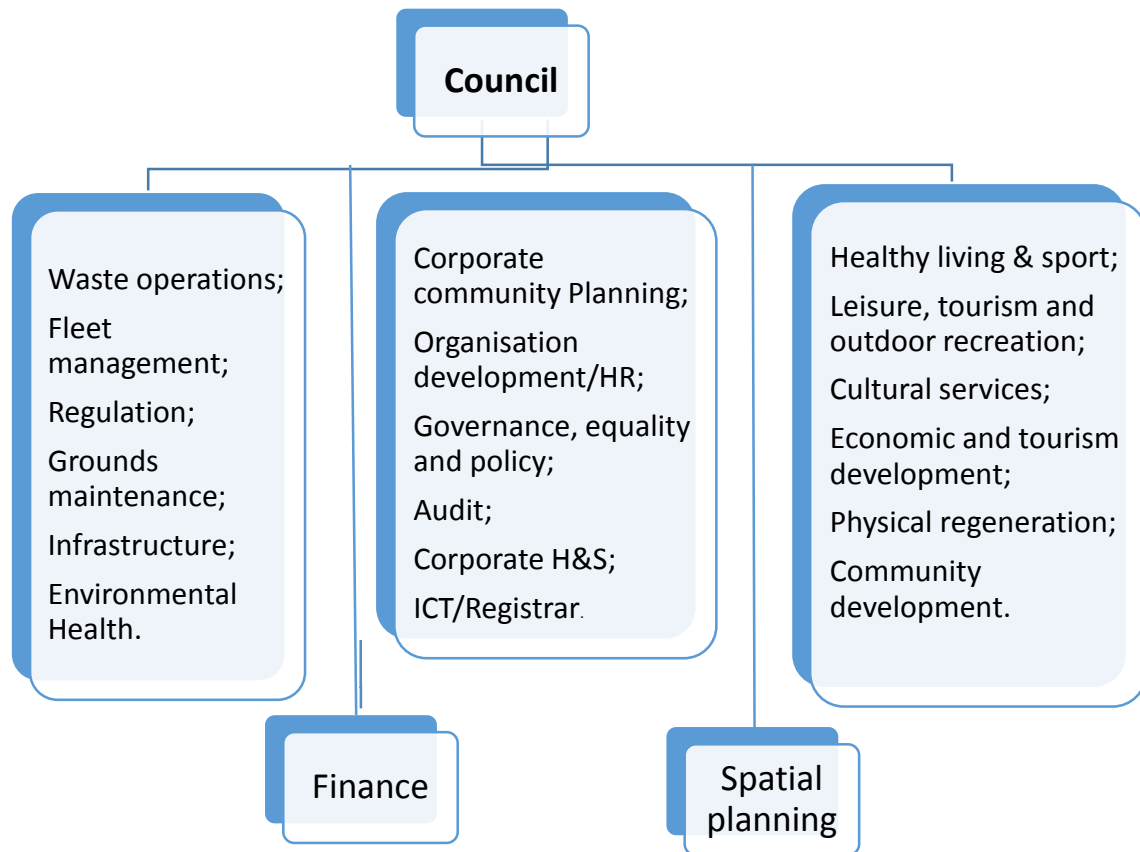 Council
Waste operations;
Fleet
management;
Regulation;
Grounds
maintenance;
Infrastructure;
Environmental
Health.
Corporate
community Planning;
Organisation
development/HR;
Governance, equality
and policy;
Audit;
Corporate H&S;
ICT/Registrar.
Healthy living & sport;
Leisure, tourism and
outdoor recreation;
Cultural services;
Economic and tourism
development;
Physical regeneration;
Community
development.
Finance
Spatial
planning